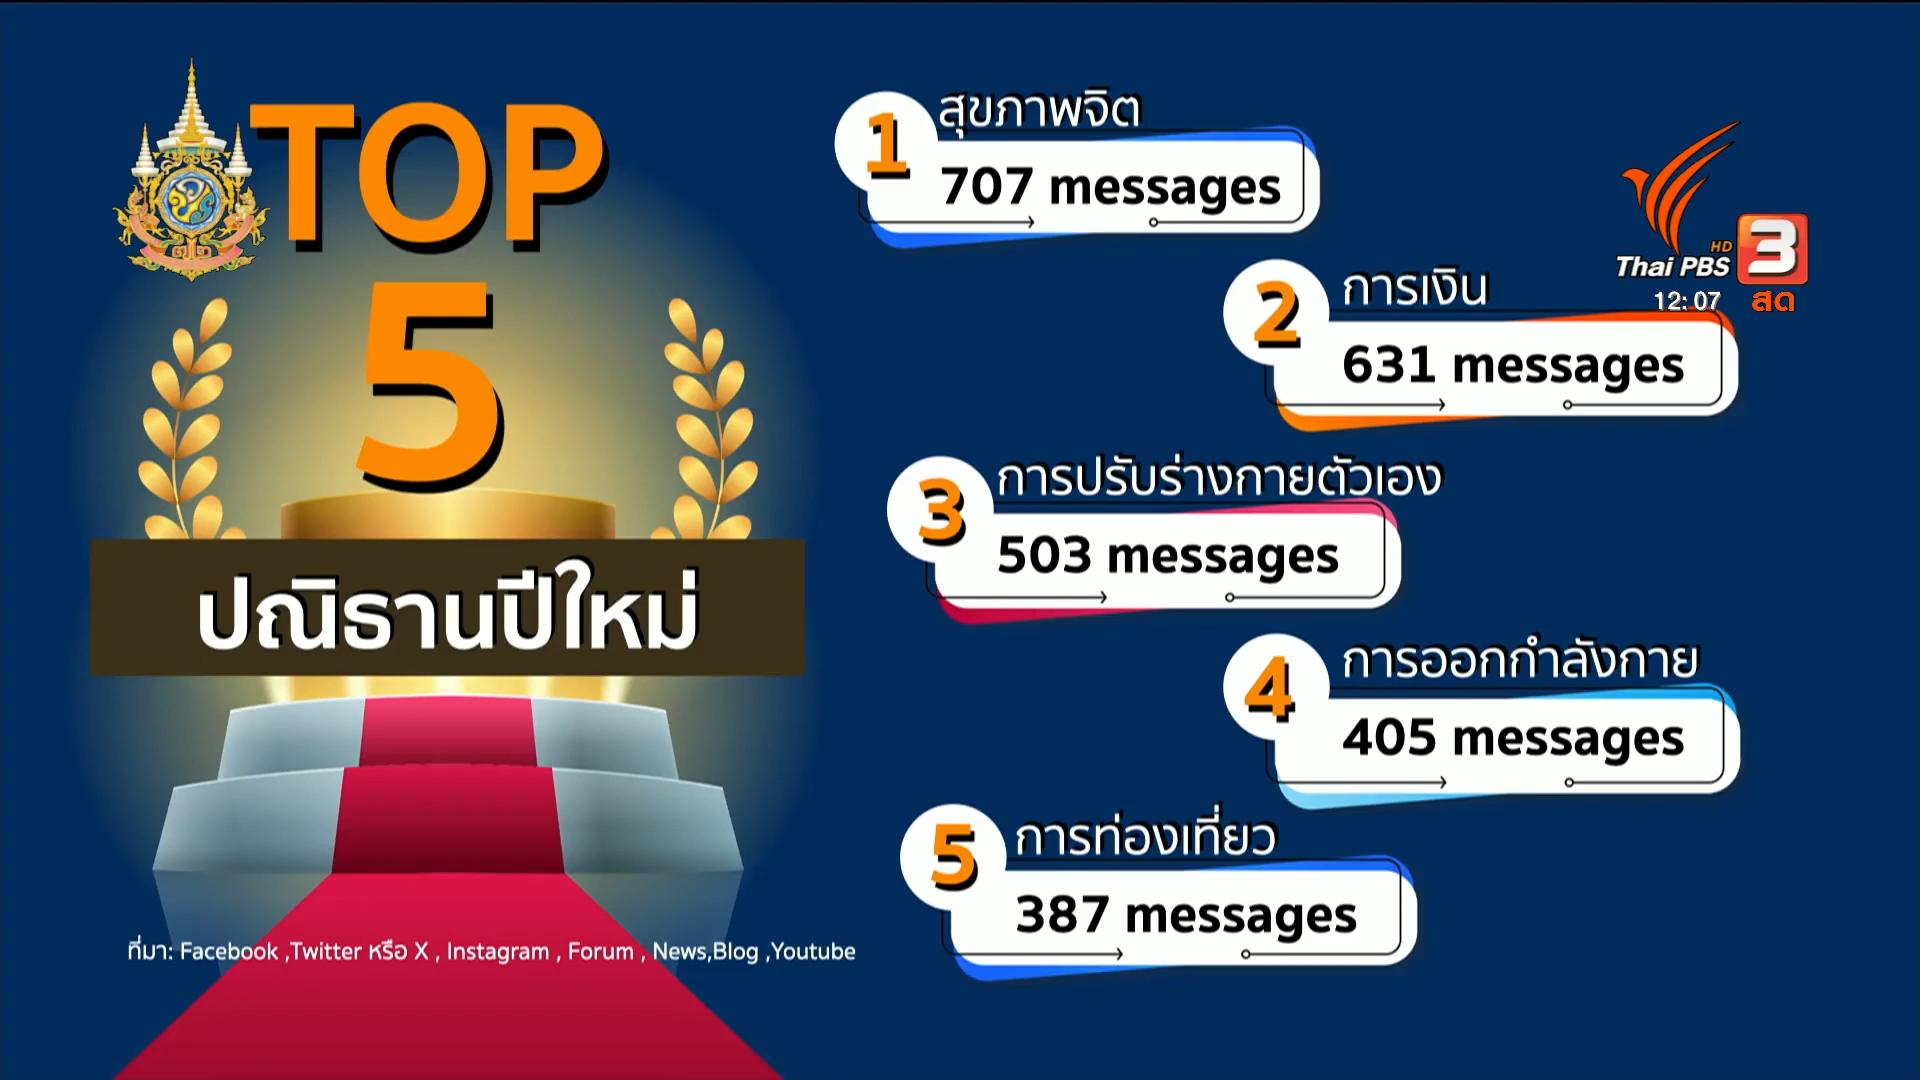 TOP
5
ปณิธานปีใหม่
ที่มา: Facebook ,Twitter หรือ X , Instagram , Forum , News,Blog ,Youtube
1
สุขภาพจิต
707 messages
2
การเงิน
631 messages
3
การปรับร่างกายตัวเอง
503 messages
4
การออกกำลังกาย
405 messages
5
การท่องเที่ยว
387 messages
HD
Thai PBS 3
12:07 สด